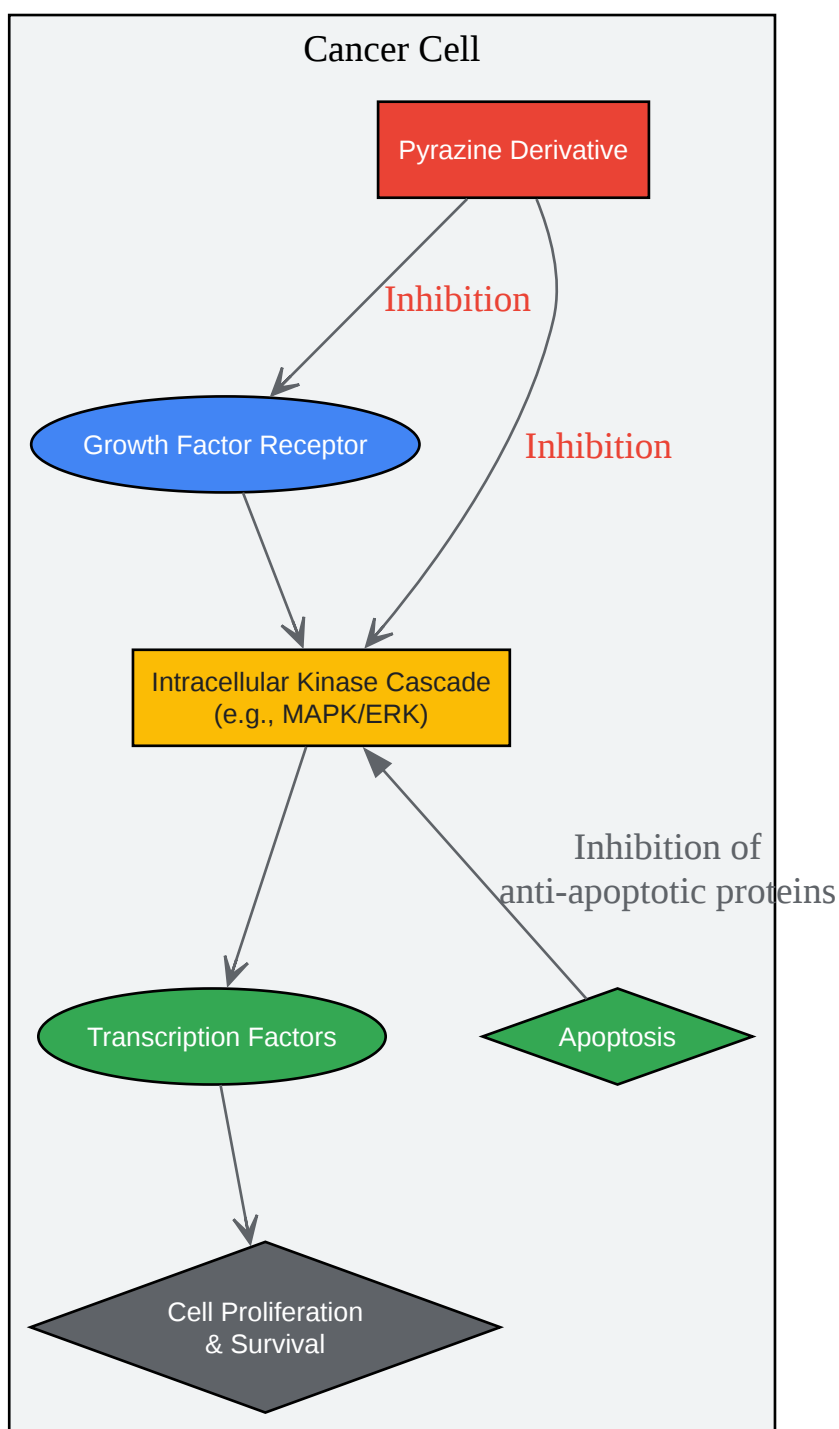 Cancer Cell
Pyrazine Derivative
Inhibition
Growth Factor Receptor
Inhibition
Intracellular Kinase Cascade
(e.g., MAPK/ERK)
Inhibition of
anti-apoptotic proteins
Transcription Factors
Apoptosis
Cell Proliferation
& Survival